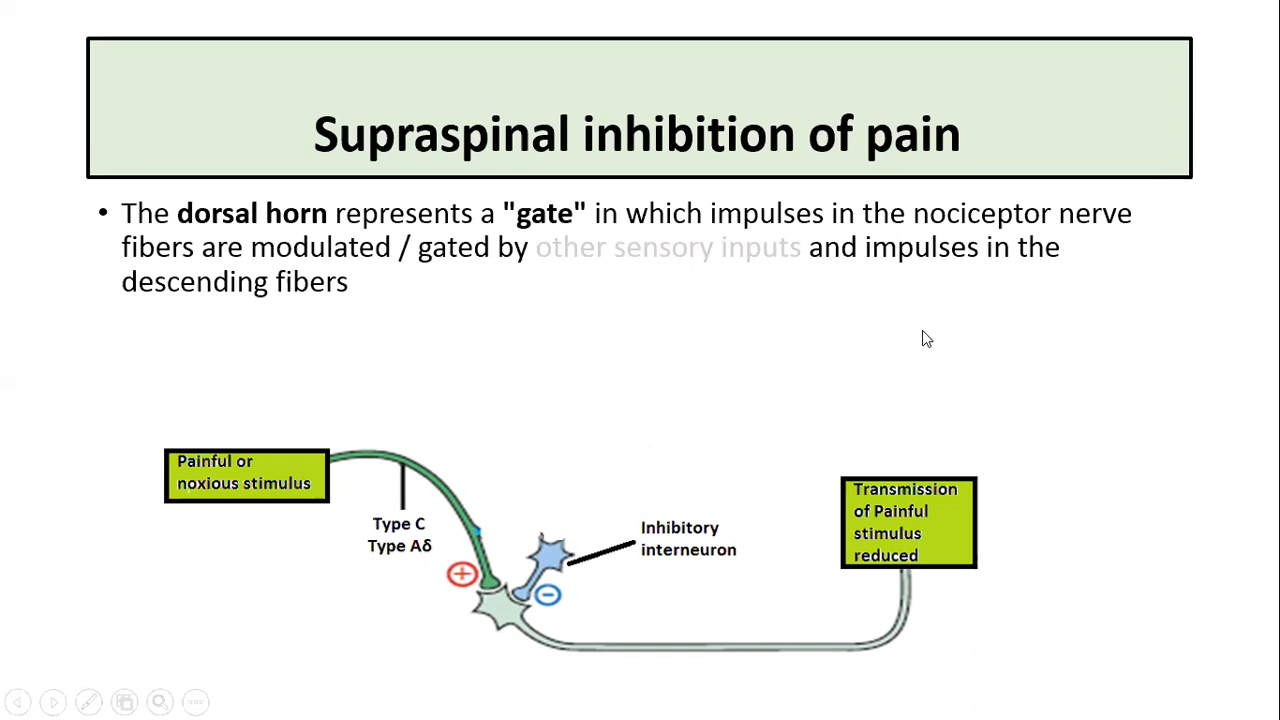 Supraspinal inhibition of pain
• The dorsal horn represents a "gate" in which impulses in the nociceptor nerve
fibers are modulated / gated by other sensory inputs and impulses in the
descending fibers
Painful or
noxious stimulus
Type C
Type Aδ
Inhibitory
interneuron
Transmission
of Painful
stimulus
reduced
+
−